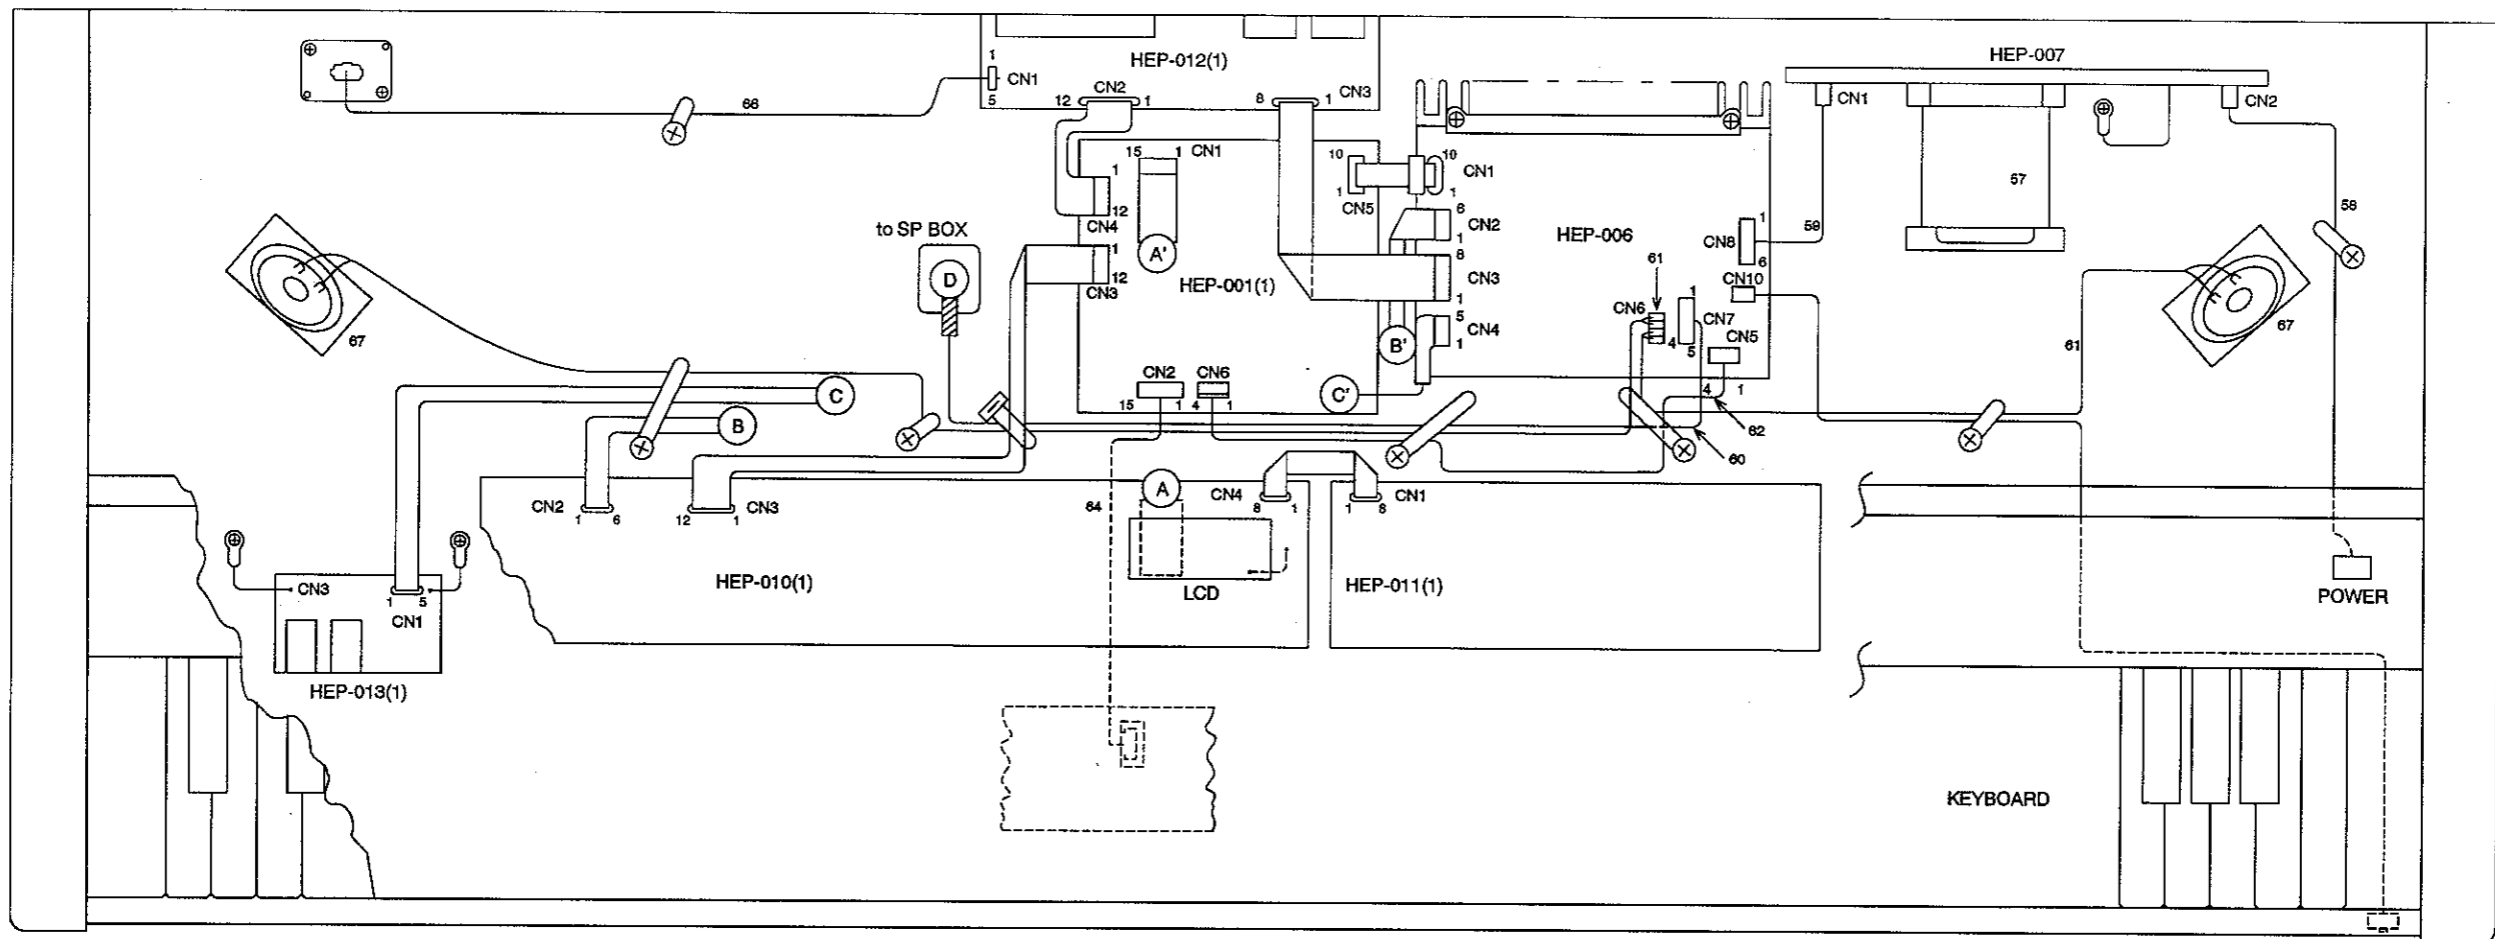 HEP-012(1)
1
CN1
5
66
12
CN2
1
8
1
CN3
HEP-007
CN1
CN2
57
58
59
15
1
CN1
1
12
CN4
A'
10
1
CN5
10
1
CN1
6
1
CN2
8
1
CN3
5
1
CN4
B'
C'
HEP-006
1
CN8
6
CN10
61
CN6
4
1
CN7
5
CN5
4
1
62
60
61
67
67
to SP BOX
D
1
12
CN3
HEP-001(1)
CN2
15
1
CN6
4
1
C
B
CN2
1
6
12
1
CN3
A
64
CN4
8
1
CN1
1
8
HEP-010(1)
LCD
HEP-011(1)
CN3
1
5
CN1
HEP-013(1)
POWER
KEYBOARD